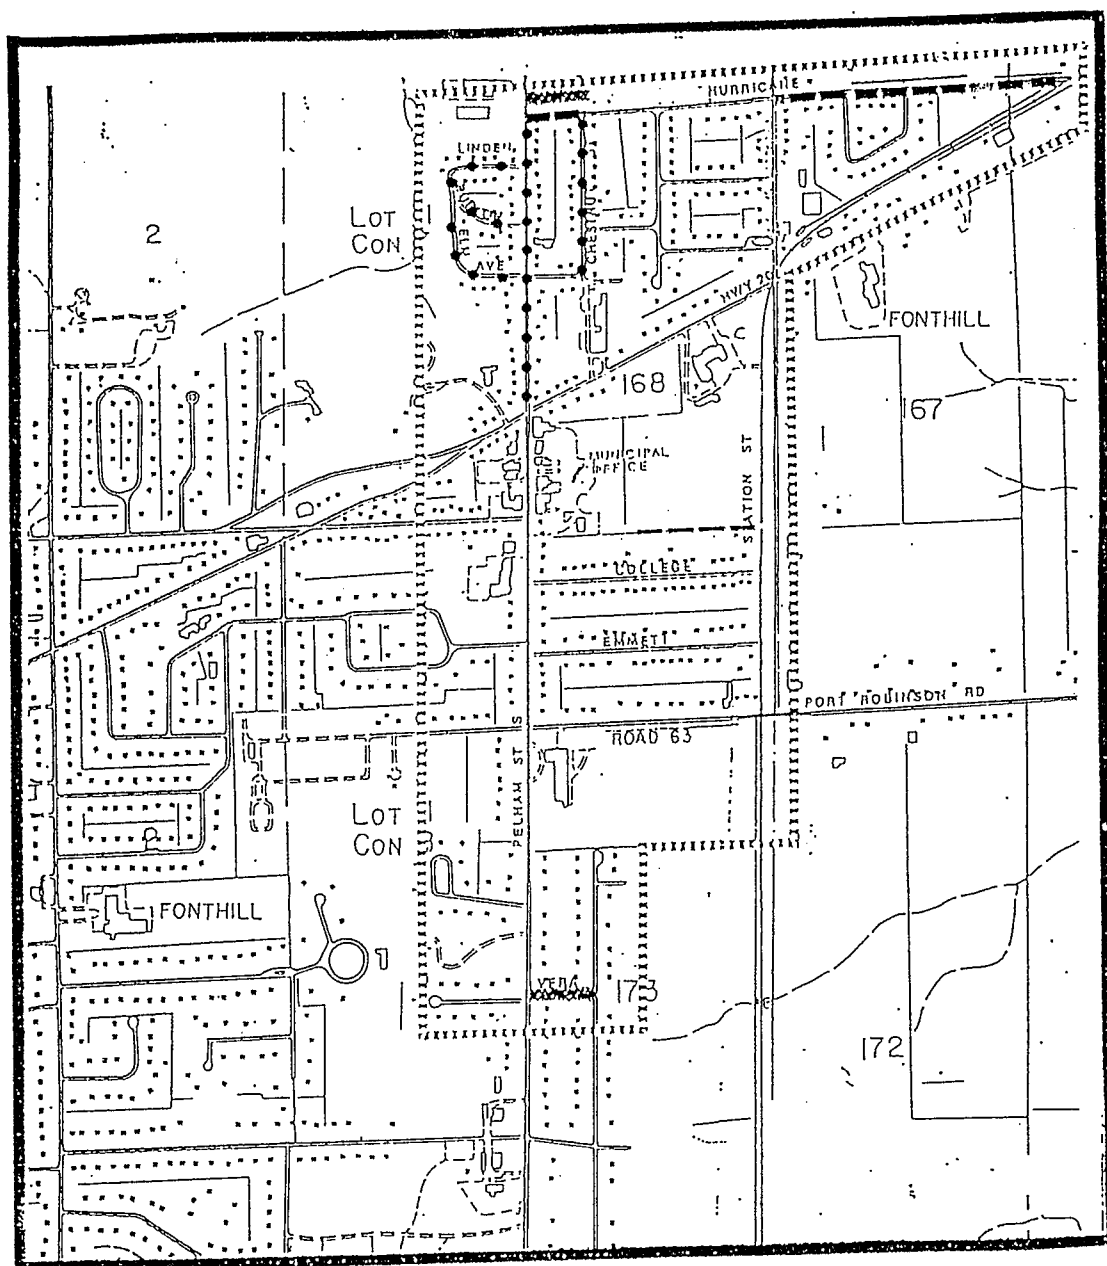 HURRICANE
LINDEN
ELM
AVE
CHESTNUT
LOT
CON
2
HWY 20
FONTHILL
168
167
MUNICIPAL
OFFICE
STATION ST
COLLEGE
EMMETT
PORT ROBINSON RD
ROAD 63
PELHAM ST S
LOT
CON
FONTHILL
1
VERA
173
172